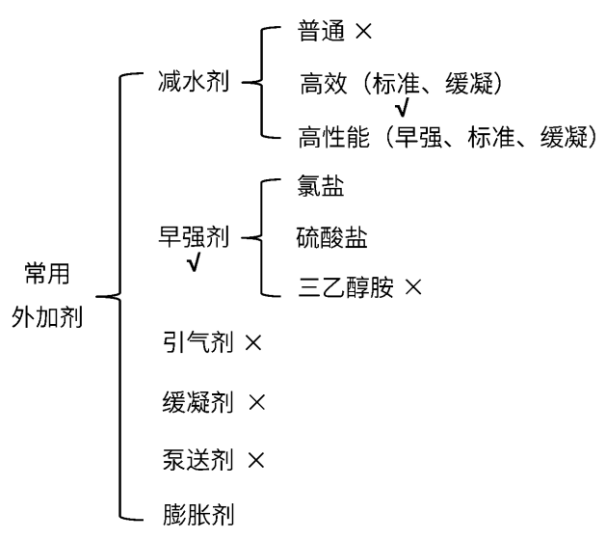 常用
外加剂
减水剂
普通 ×
高效（标准、缓凝）
√
高性能（早强、标准、缓凝）
早强剂
√
氯盐
硫酸盐
三乙醇胺 ×
引气剂 ×
缓凝剂 ×
泵送剂 ×
膨胀剂